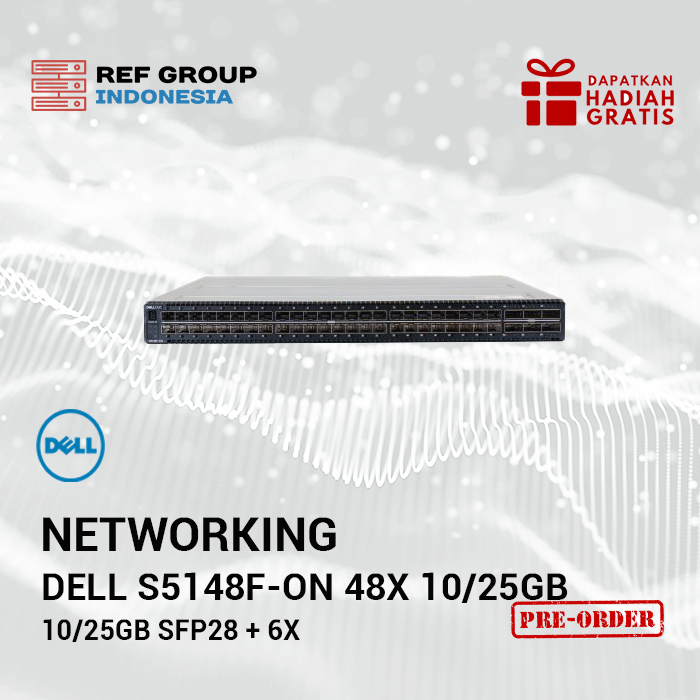 REF GROUP
INDONESIA
DAPATKAN
HADIAH
GRATIS
DELL
NETWORKING
DELL S5148F-ON 48X 10/25GB
10/25GB SFP28 + 6X
PRE-ORDER